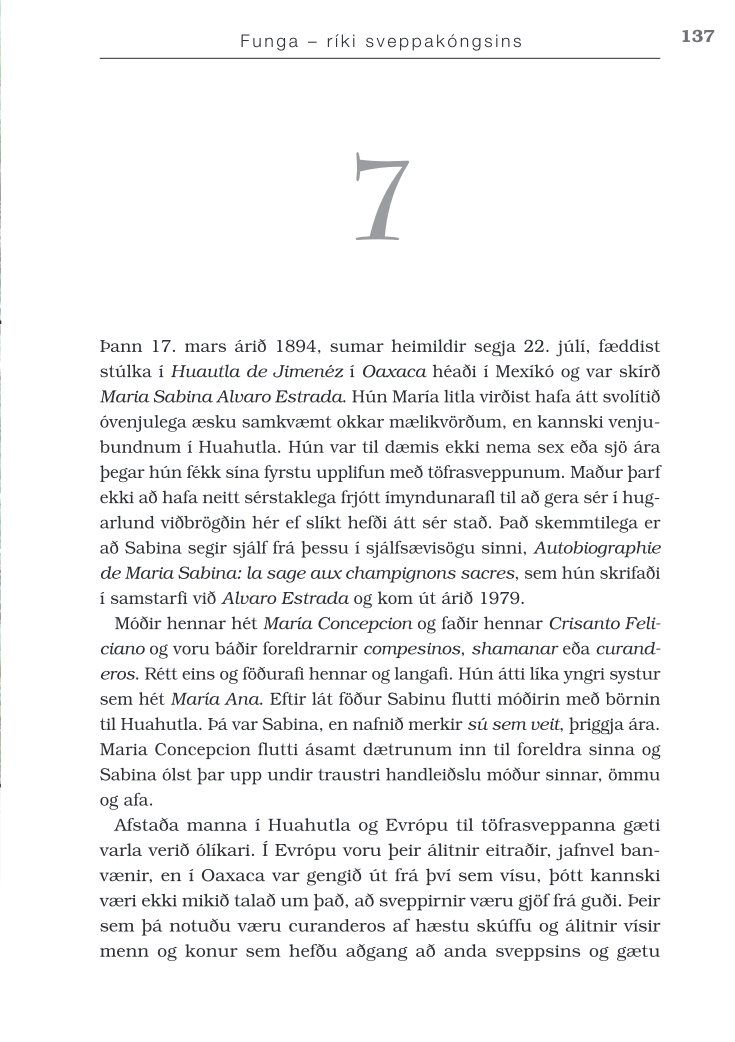 Funga – ríki sveppakóngsins
137
7
Þann 17. mars árið 1894, sumar heimildir segja 22. júlí, fæddist
stúlka í Huautla de Jimenéz í Oaxaca héaði í Mexíkó og var skírð
Maria Sabina Alvaro Estrada. Hún María litla virðist hafa átt svolítið
óvenjulega æsku samkvæmt okkar mælikvörðum, en kannski venju-
bundnum í Huahutla. Hún var til dæmis ekki nema sex eða sjö ára
þegar hún fékk sína fyrstu upplifun með töfrasveppunum. Maður þarf
ekki að hafa neitt sérstaklega frjótt ímyndunarafl til að gera sér í hug-
arlund viðbrögðin hér ef slíkt hefði átt sér stað. Það skemmtilega er
að Sabina segir sjálf frá þessu í sjálfsævisögu sinni, Autobiographie
de Maria Sabina: la sage aux champignons sacres, sem hún skrifaði
í samstarfi við Alvaro Estrada og kom út árið 1979.
Móðir hennar hét María Concepcion og faðir hennar Crisanto Feli-
ciano og voru báðir foreldrarnir compesinos, shamanar eða curand-
eros. Rétt eins og föðurafi hennar og langafi. Hún átti líka yngri systur
sem hét María Ana. Eftir lát föður Sabinu flutti móðirin með börnin
til Huahutla. Þá var Sabina, en nafnið merkir sú sem veit, þriggja ára.
Maria Concepcion flutti ásamt dætrunum inn til foreldra sinna og
Sabina ólst þar upp undir traustri handleiðslu móður sinnar, ömmu
og afa.
Afstaða manna í Huahutla og Evrópu til töfrasveppanna gæti
varla verið ólíkari. Í Evrópu voru þeir álitnir eitraðir, jafnvel ban-
vænir, en í Oaxaca var gengið út frá því sem vísu, þótt kannski
væri ekki mikið talað um það, að sveppirnir væru gjöf frá guði. Þeir
sem þá notuðu væru curanderos af hæstu skúffu og álitnir vísir
menn og konur sem hefðu aðgang að anda sveppsins og gætu